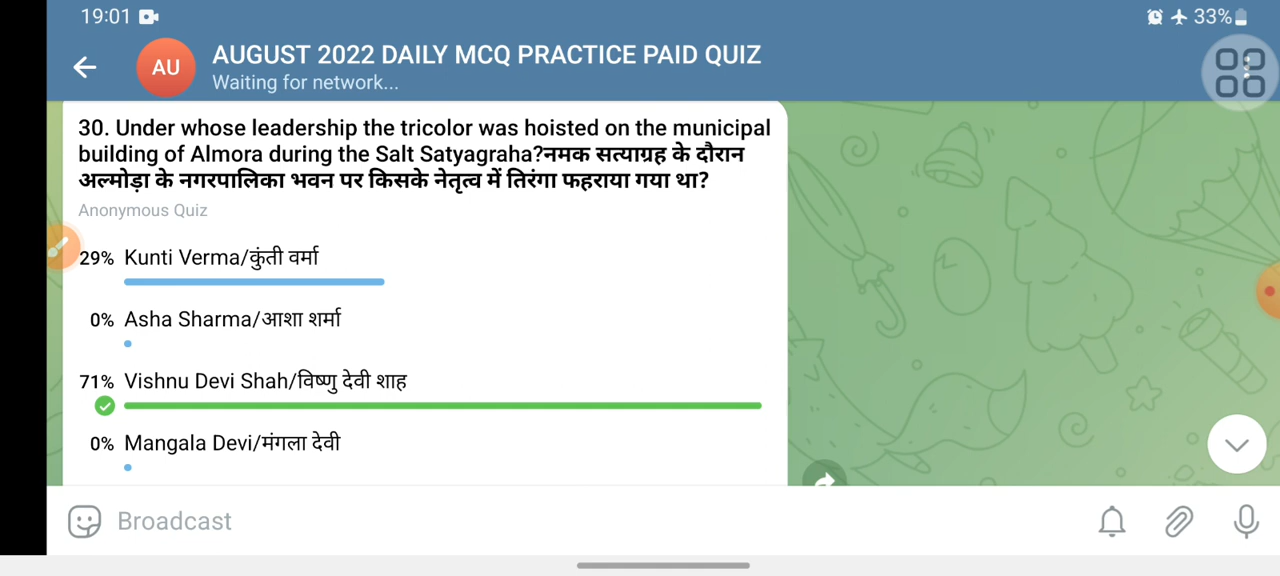 19:01
33%
AU
AUGUST 2022 DAILY MCQ PRACTICE PAID QUIZ
Waiting for network...
30. Under whose leadership the tricolor was hoisted on the municipal
building of Almora during the Salt Satyagraha?नमक सत्याग्रह के दौरान
अल्मोड़ा के नगरपालिका भवन पर किसके नेतृत्व में तिरंगा फहराया गया था?
Anonymous Quiz
29% Kunti Verma/कुंती वर्मा
0% Asha Sharma/आशा शर्मा
71% Vishnu Devi Shah/विष्णु देवी शाह
0% Mangala Devi/मंगला देवी
Broadcast